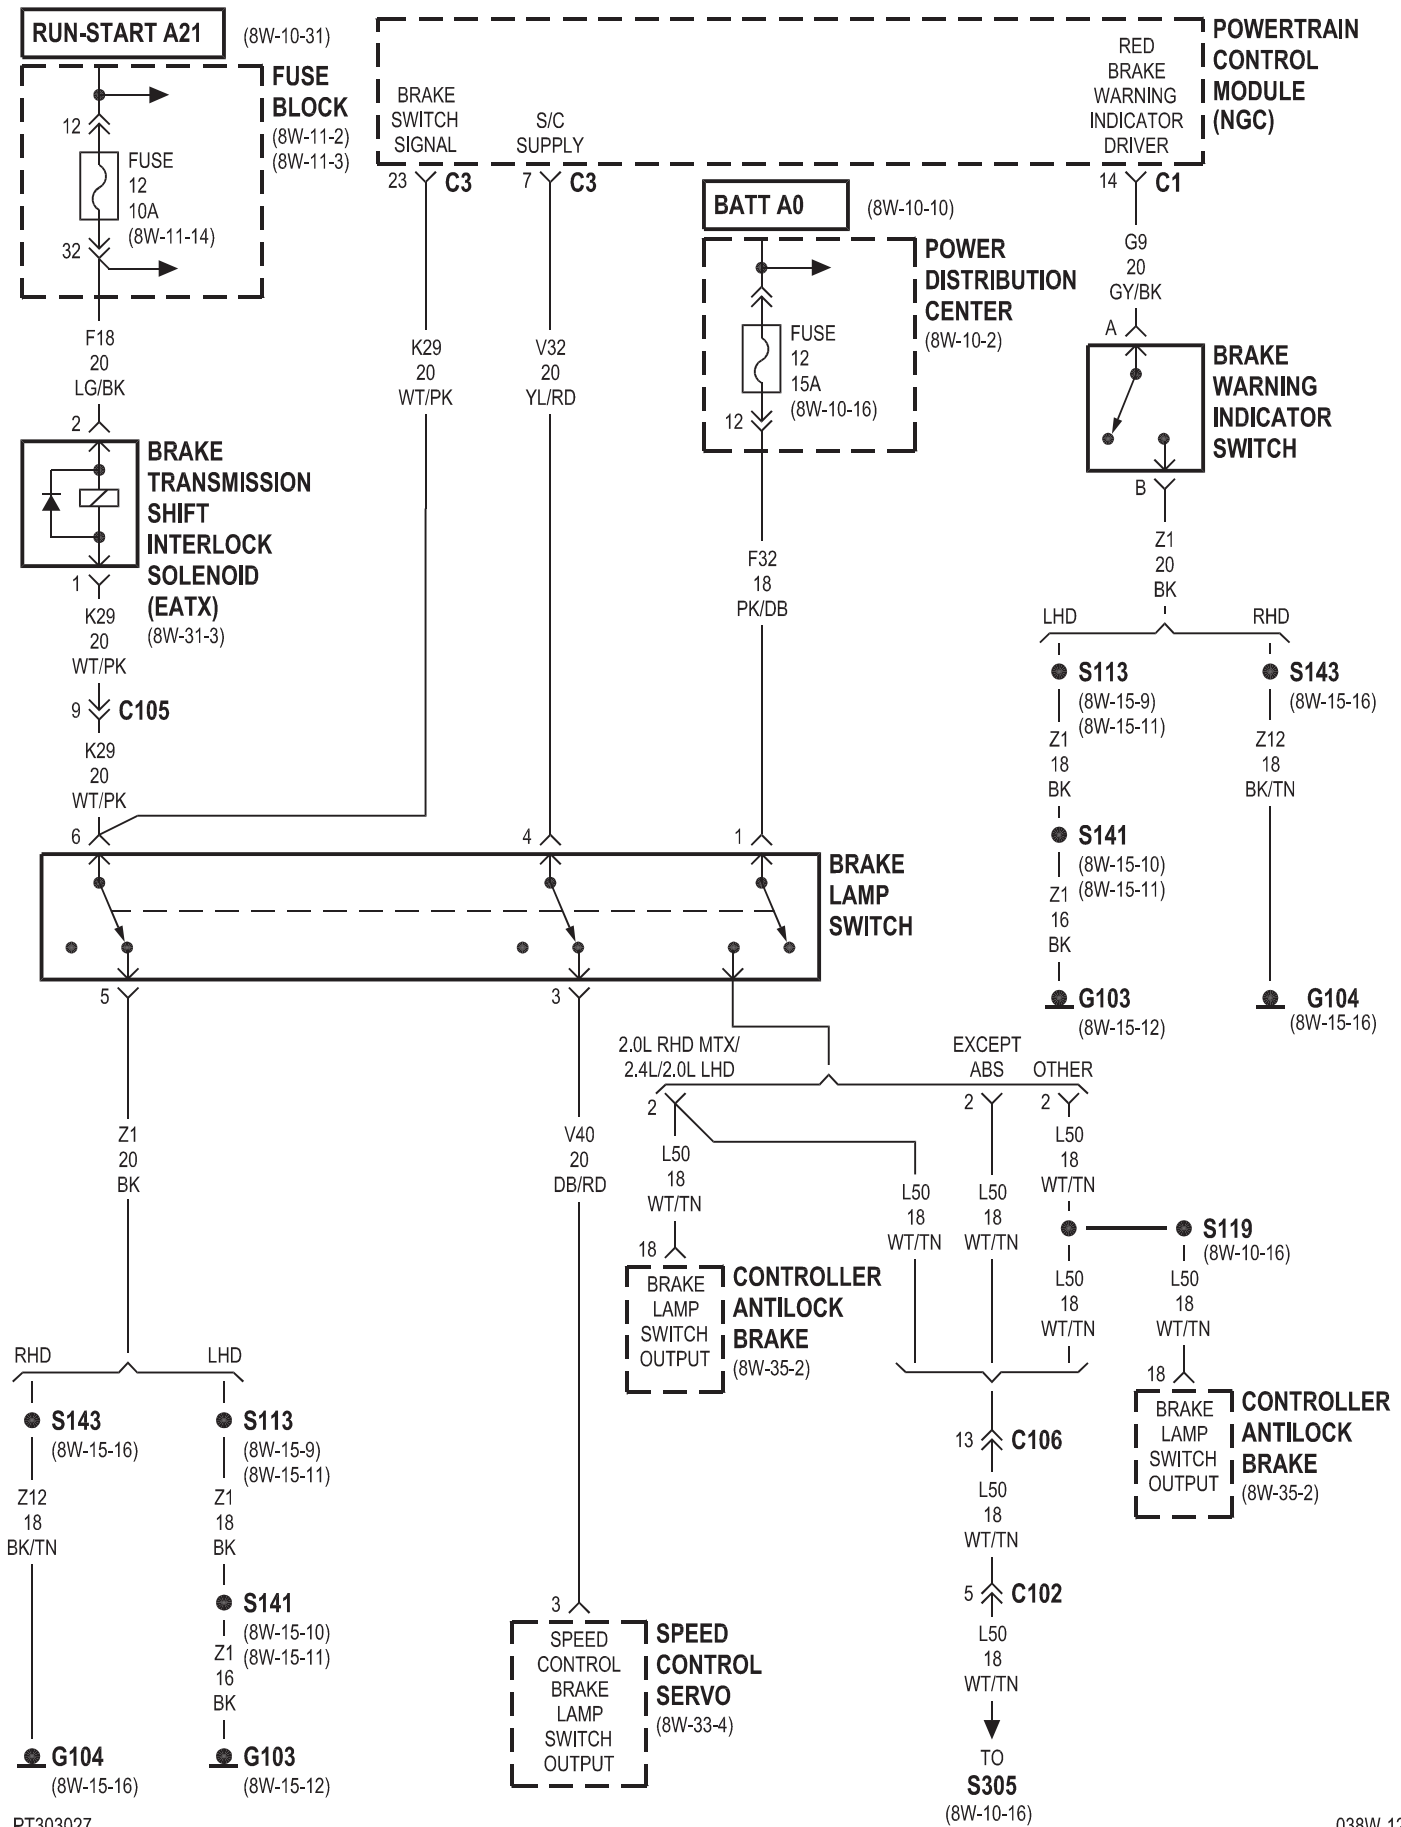 RUN-START A21
(8W-10-31)
FUSE
BLOCK
(8W-11-2)
(8W-11-3)
12
FUSE
12
10A
(8W-11-14)
32
F18
20
LG/BK
2
BRAKE
TRANSMISSION
SHIFT
INTERLOCK
SOLENOID
(EATX)
(8W-31-3)
1
K29
20
WT/PK
9
C105
K29
20
WT/PK
6
POWERTRAIN
CONTROL
MODULE
(NGC)
BRAKE
SWITCH
SIGNAL
S/C
SUPPLY
RED
BRAKE
WARNING
INDICATOR
DRIVER
23
C3
7
C3
14
C1
K29
20
WT/PK
V32
20
YL/RD
4
BATT A0
(8W-10-10)
POWER
DISTRIBUTION
CENTER
(8W-10-2)
FUSE
12
15A
(8W-10-16)
12
F32
18
PK/DB
1
G9
20
GY/BK
A
BRAKE
WARNING
INDICATOR
SWITCH
B
Z1
20
BK
LHD
RHD
S113
(8W-15-9)
(8W-15-11)
Z1
18
BK
S141
(8W-15-10)
(8W-15-11)
Z1
16
BK
G103
(8W-15-12)
S143
(8W-15-16)
Z12
18
BK/TN
G104
(8W-15-16)
BRAKE
LAMP
SWITCH
5
3
Z1
20
BK
RHD
LHD
S143
(8W-15-16)
Z12
18
BK/TN
G104
(8W-15-16)
S113
(8W-15-9)
(8W-15-11)
Z1
18
BK
S141
(8W-15-10)
(8W-15-11)
Z1
16
BK
G103
(8W-15-12)
V40
20
DB/RD
3
SPEED
CONTROL
BRAKE
LAMP
SWITCH
OUTPUT
SPEED
CONTROL
SERVO
(8W-33-4)
2.0L RHD MTX/
2.4L/2.0L LHD
EXCEPT
ABS
OTHER
2
2
2
L50
18
WT/TN
18
BRAKE
LAMP
SWITCH
OUTPUT
CONTROLLER
ANTILOCK
BRAKE
(8W-35-2)
L50
18
WT/TN
L50
18
WT/TN
L50
18
WT/TN
S119
(8W-10-16)
L50
18
WT/TN
L50
18
WT/TN
18
BRAKE
LAMP
SWITCH
OUTPUT
CONTROLLER
ANTILOCK
BRAKE
(8W-35-2)
13
C106
L50
18
WT/TN
5
C102
L50
18
WT/TN
TO
S305
(8W-10-16)
PT303027
038W-12